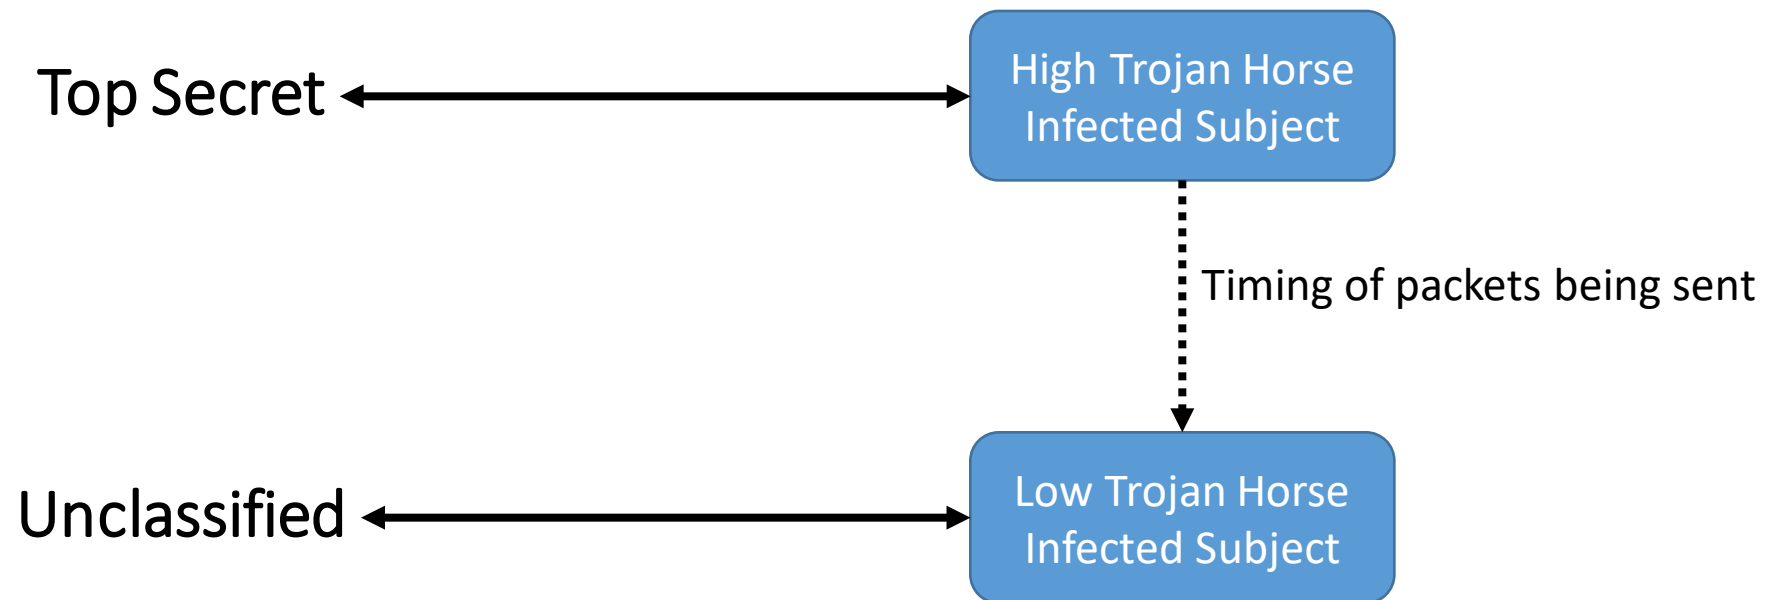 Top Secret
High Trojan Horse
Infected Subject
Timing of packets being sent
Unclassified
Low Trojan Horse
Infected Subject